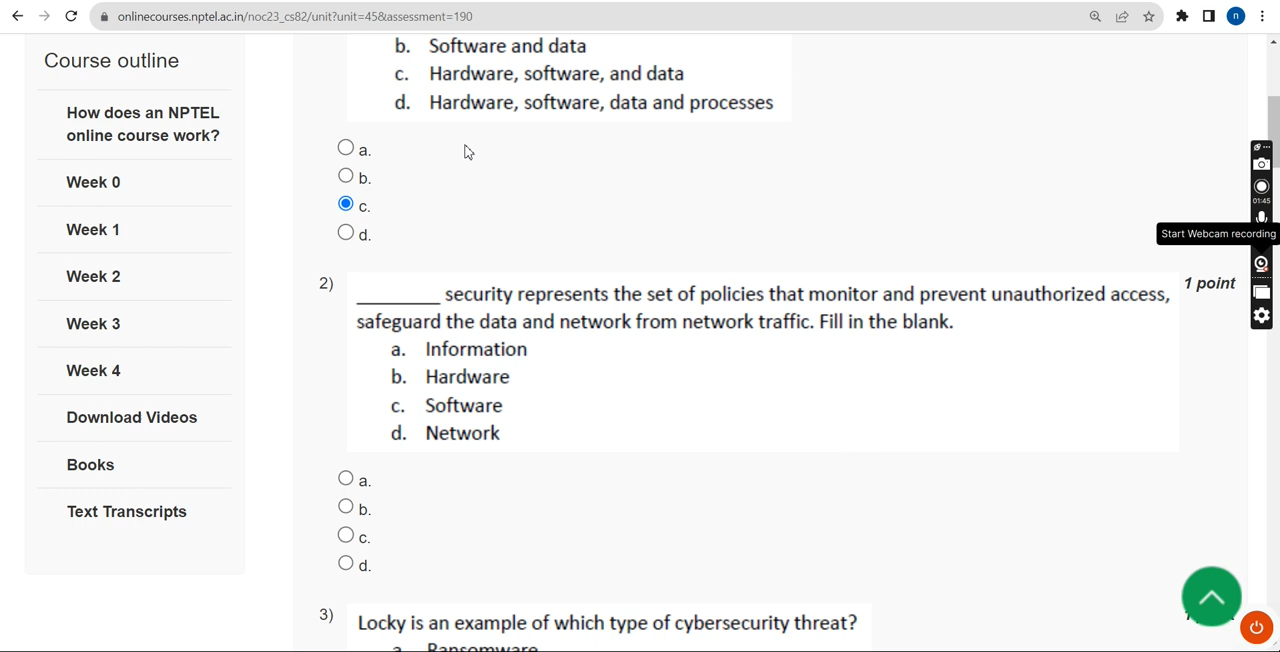 onlinecourses.nptel.ac.in/noc23_cs82/unit?unit=45&assessment=190
n
Course outline
How does an NPTEL
online course work?
Week 0
Week 1
Week 2
Week 3
Week 4
Download Videos
Books
Text Transcripts
b. Software and data
c. Hardware, software, and data
d. Hardware, software, data and processes
a.
b.
c.
d.
2)
________ security represents the set of policies that monitor and prevent unauthorized access,
safeguard the data and network from network traffic. Fill in the blank.
a. Information
b. Hardware
c. Software
d. Network
1 point
a.
b.
c.
d.
3)
Locky is an example of which type of cybersecurity threat?
a. Ransomware
01:45
Start Webcam recording